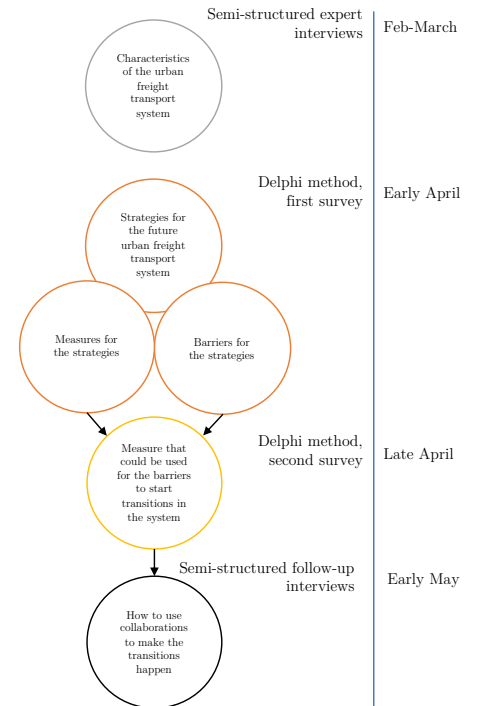 Semi-structured expert
interviews
Feb-March
Characteristics
of the urban
freight
transport
system
Delphi method,
first survey
Early April
Strategies for
the future
urban freight
transport
system
Measures for
the strategies
Barriers for
the strategies
Delphi method,
second survey
Late April
Measure that
could be used
for the barriers
to start
transitions in
the system
Semi-structured follow-up
interviews
Early May
How to use
collaborations
to make the
transitions
happen